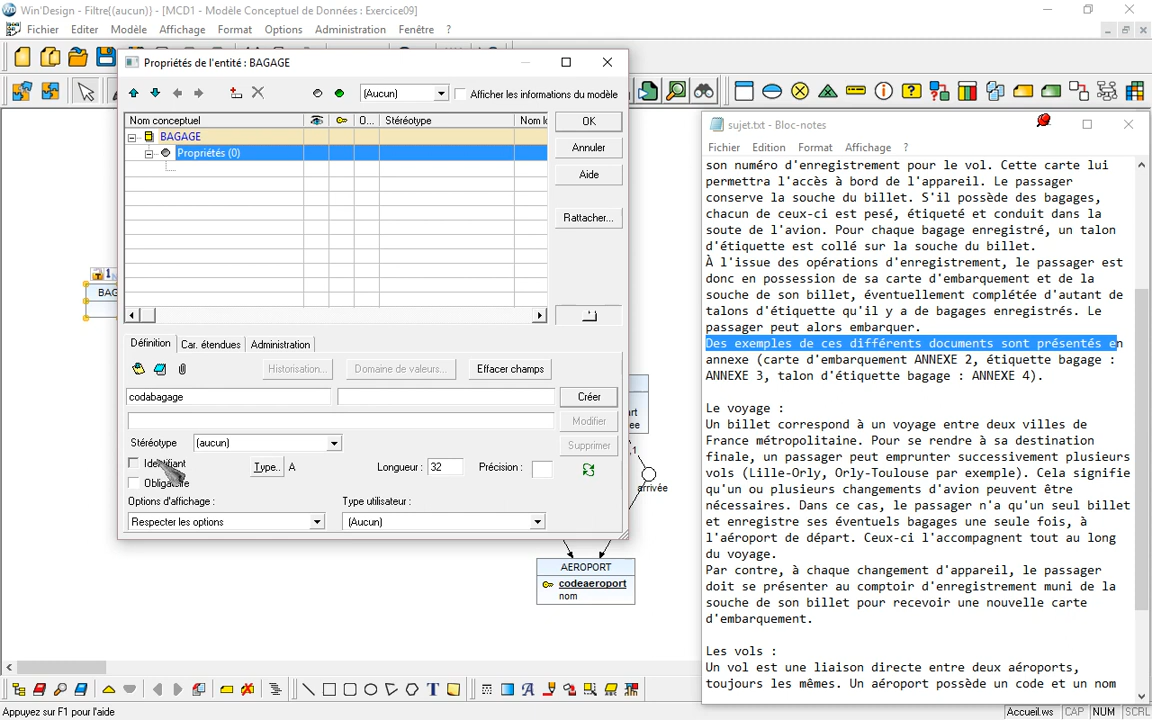 Win'Design - Filtre{(aucun)} - [MCD1 - Modèle Conceptuel de Données : Exercice09]
Fichier Editer Modèle Affichage Format Options Administration Fenêtre ?
Propriétés de l'entité : BAGAGE
(Aucun) Afficher les informations du modèle
Nom conceptuel O... Stéréotype Nom lo
BAGAGE
Propriétés (0)
OK
Annuler
Aide
Rattacher...
Définition Car. étendues Administration
Historisation... Domaine de valeurs... Effacer champs
codabagage Créer
Modifier
Stéréotype (aucun) Supprimer
Identifiant Type.. A Longueur : 32 Précision :
Obligatoire
Options d'affichage : Type utilisateur :
Respecter les options (Aucun)
BAG
1
arrivée
AEROPORT
codeaeroport
nom
sujet.txt - Bloc-notes
Fichier Edition Format Affichage ?
son numéro d'enregistrement pour le vol. Cette carte lui
permettra l'accès à bord de l'appareil. Le passager
conserve la souche du billet. S'il possède des bagages,
chacun de ceux-ci est pesé, étiqueté et conduit dans la
soute de l'avion. Pour chaque bagage enregistré, un talon
d'étiquette est collé sur la souche du billet.
À l'issue des opérations d'enregistrement, le passager est
donc en possession de sa carte d'embarquement et de la
souche de son billet, éventuellement complétée d'autant de
talons d'étiquette qu'il y a de bagages enregistrés. Le
passager peut alors embarquer.
Des exemples de ces différents documents sont présentés en
annexe (carte d'embarquement ANNEXE 2, étiquette bagage :
ANNEXE 3, talon d'étiquette bagage : ANNEXE 4).
Le voyage :
Un billet correspond à un voyage entre deux villes de
France métropolitaine. Pour se rendre à sa destination
finale, un passager peut emprunter successivement plusieurs
vols (Lille-Orly, Orly-Toulouse par exemple). Cela signifie
qu'un ou plusieurs changements d'avion peuvent être
nécessaires. Dans ce cas, le passager n'a qu'un seul billet
et enregistre ses éventuels bagages une seule fois, à
l'aéroport de départ. Ceux-ci l'accompagnent tout au long
du voyage.
Par contre, à chaque changement d'appareil, le passager
doit se présenter au comptoir d'enregistrement muni de la
souche de son billet pour recevoir une nouvelle carte
d'embarquement.
Les vols :
Un vol est une liaison directe entre deux aéroports,
toujours les mêmes. Un aéroport possède un code et un nom
Appuyez sur F1 pour l'aide
Accueil.ws CAP NUM SCRL